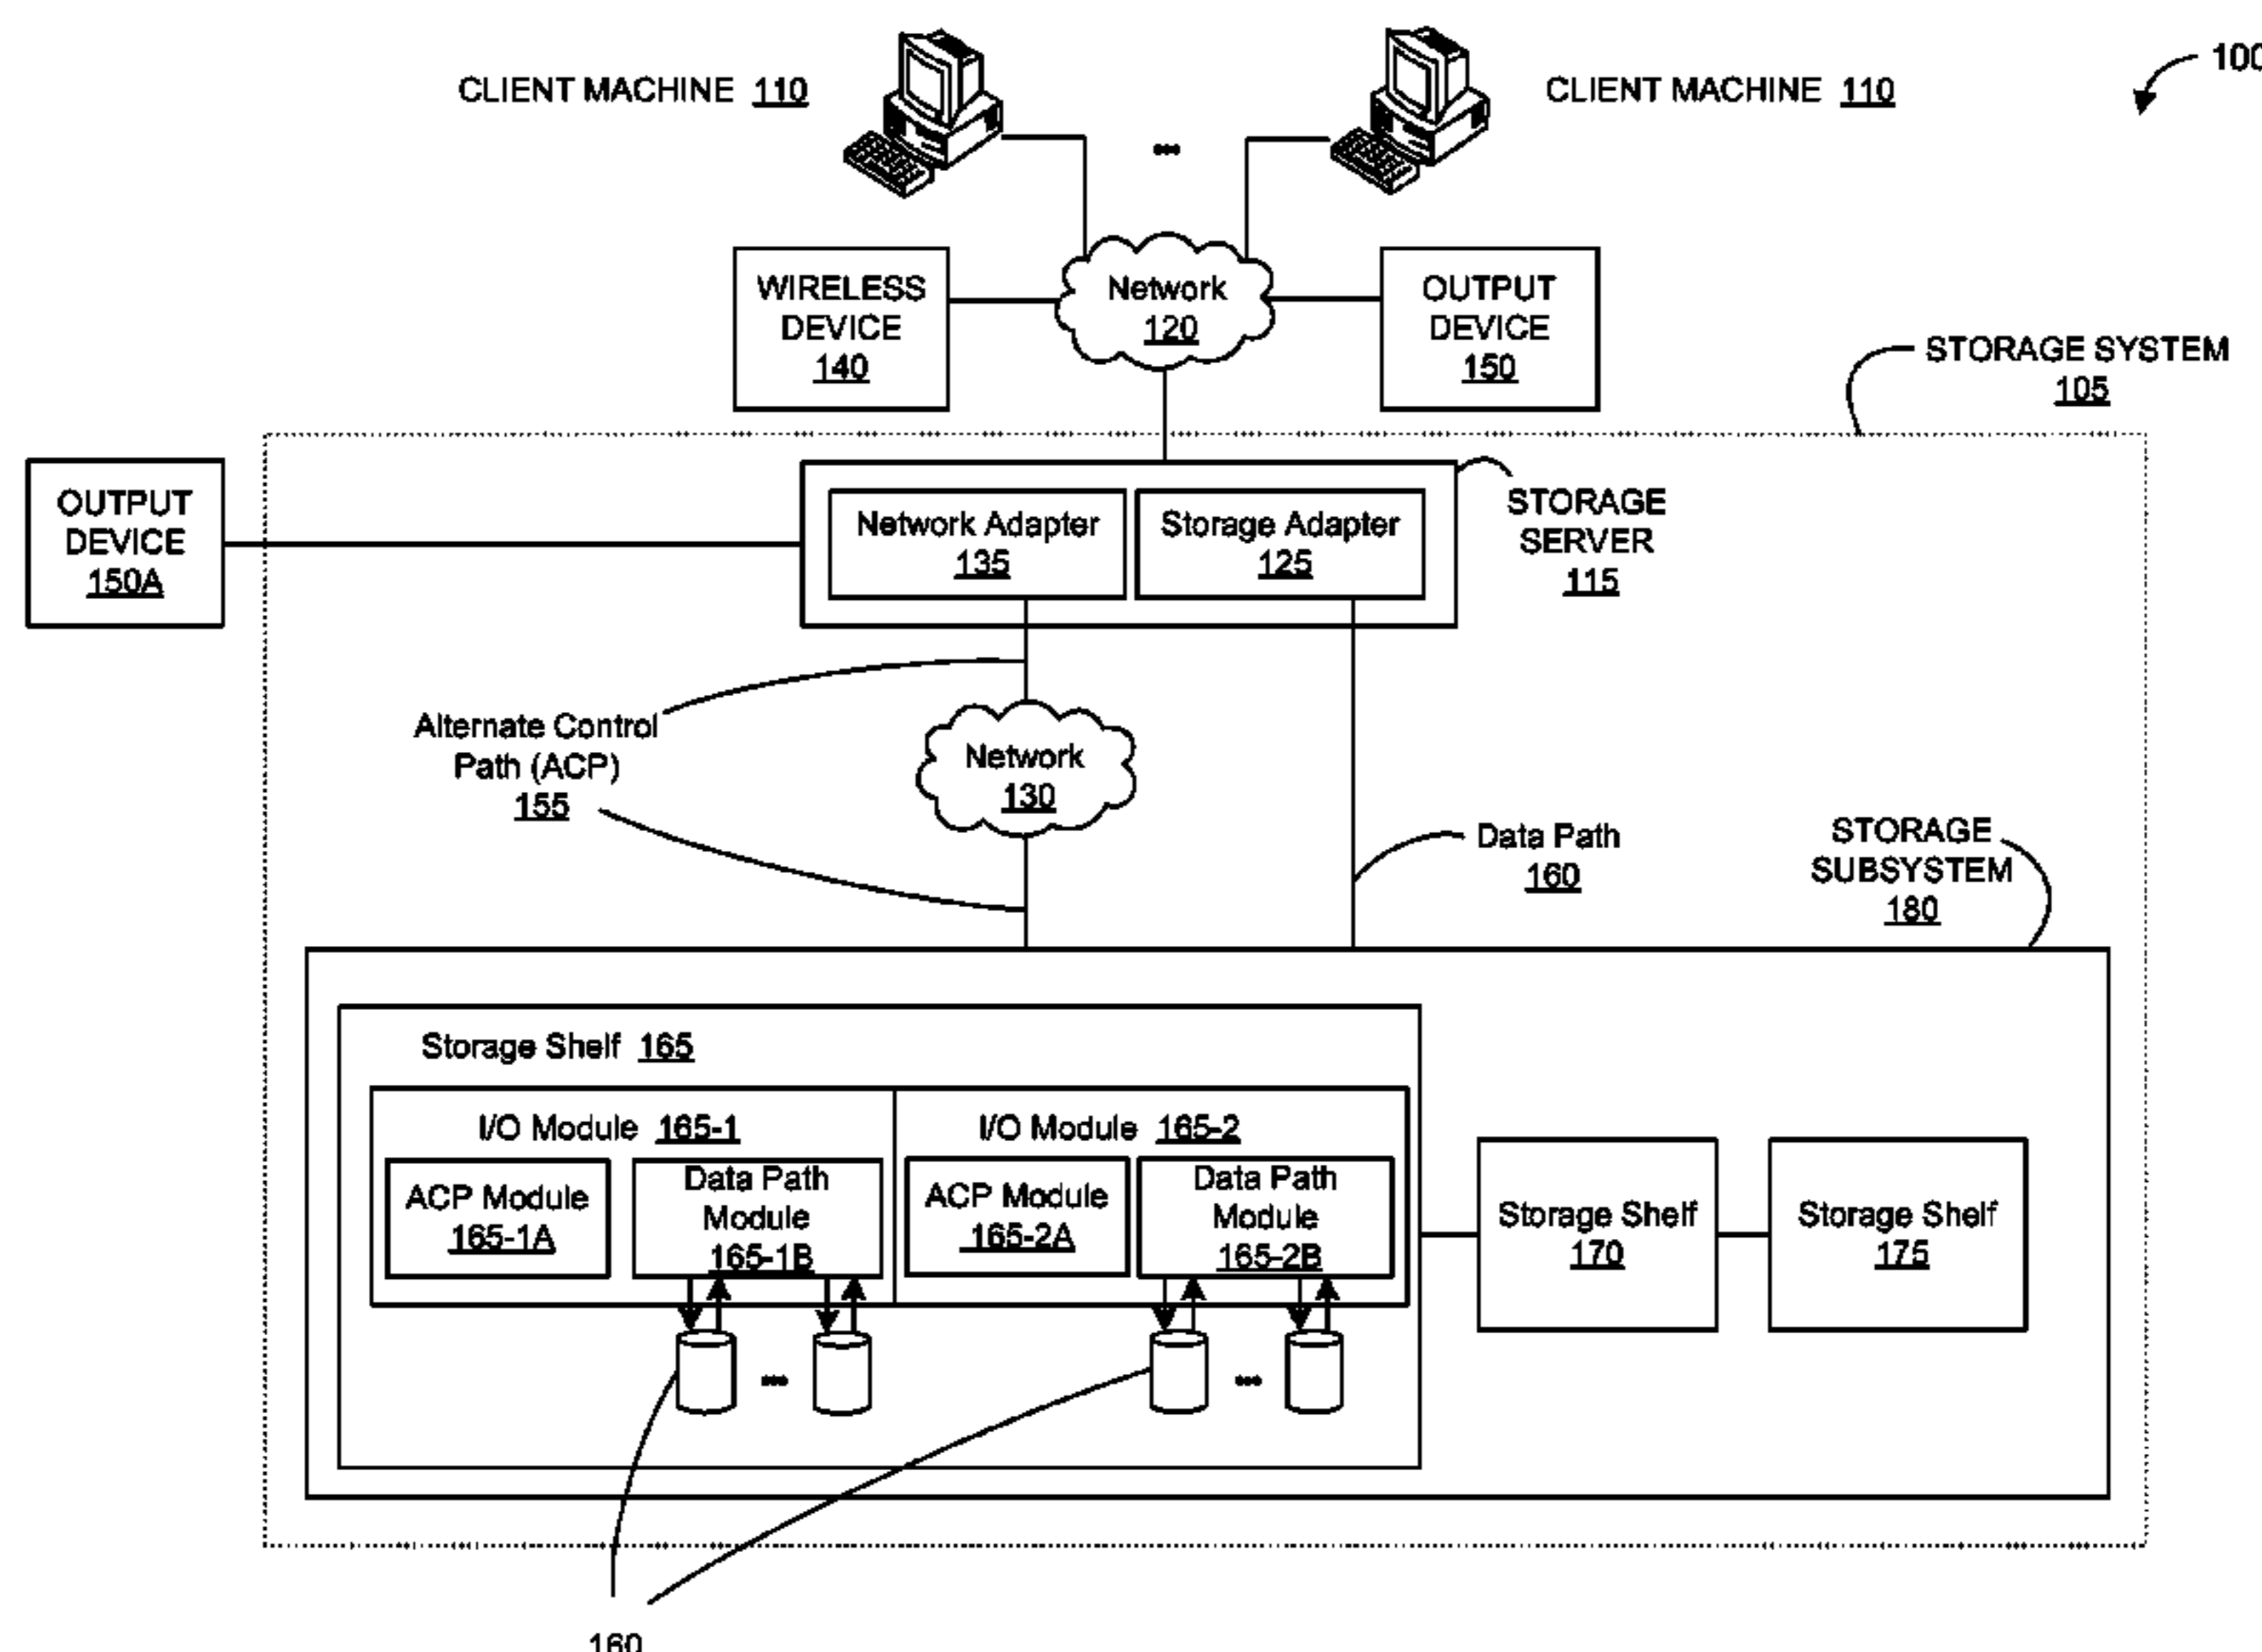 CLIENT MACHINE 110
CLIENT MACHINE 110
100
...
WIRELESS
DEVICE
140
Network
120
OUTPUT
DEVICE
150
STORAGE SYSTEM
105
OUTPUT
DEVICE
150A
Network Adapter
135
Storage Adapter
125
STORAGE
SERVER
115
Alternate Control
Path (ACP)
155
Network
130
Data Path
160
STORAGE
SUBSYSTEM
180
Storage Shelf 165
I/O Module 165-1
ACP Module
165-1A
Data Path
Module
165-1B
I/O Module 165-2
ACP Module
165-2A
Data Path
Module
165-2B
Storage Shelf
170
Storage Shelf
175
...
...
160